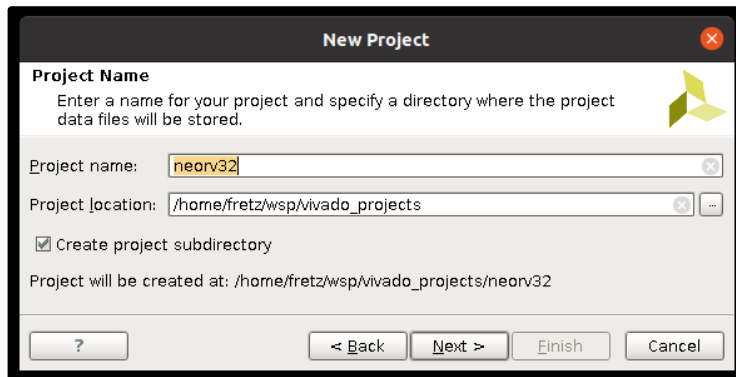 New Project
Project Name
Enter a name for your project and specify a directory where the project
data files will be stored.
Project name: neorv32
Project location: /home/fretz/wsp/vivado_projects ...
Create project subdirectory
Project will be created at: /home/fretz/wsp/vivado_projects/neorv32
? < Back Next > Finish Cancel